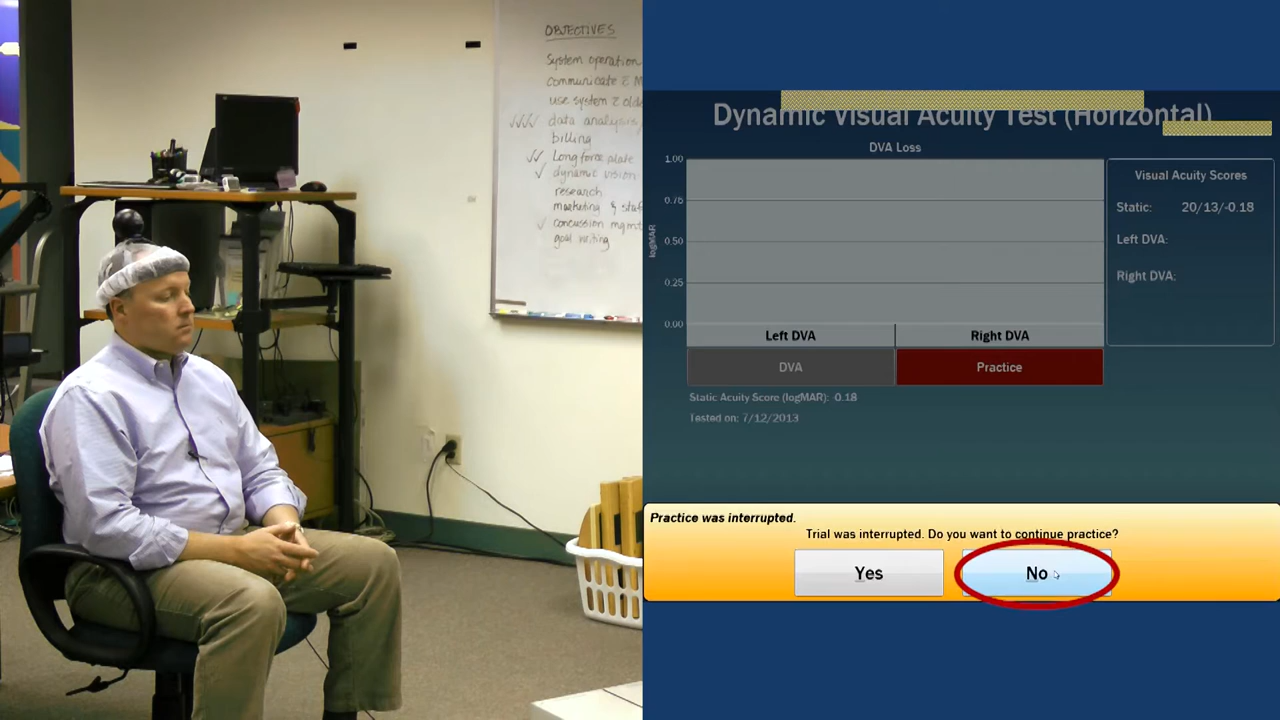 OBJECTIVES
System operation
communicate c M
use system c olde
data analysis,
billing
Long force plate
dynamic vision
research
marketing & staf
concussion mgmt
goal writing
Dynamic Visual Acuity Test (Horizontal)
DVA Loss
1.00
0.75
0.50
0.25
0.00
logMAR
Left DVA
Right DVA
DVA
Practice
Static Acuity Score (logMAR): -0.18
Tested on: 7/12/2013
Visual Acuity Scores
Static: 20/13/-0.18
Left DVA:
Right DVA:
Practice was interrupted.
Trial was interrupted. Do you want to continue practice?
Yes
No